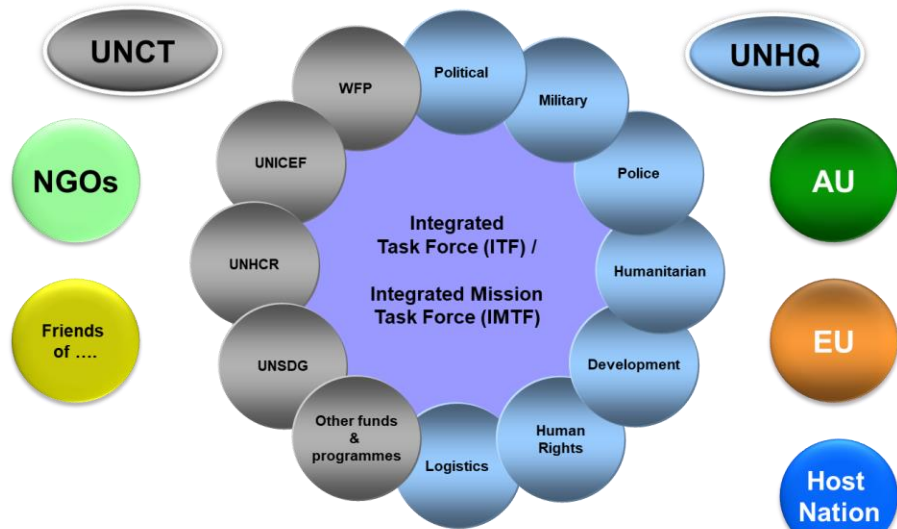 UNCT
UNHQ
NGOs
Friends
of ....
AU
EU
Host
Nation
Political
Military
Police
Humanitarian
Development
Human
Rights
Logistics
Other funds
&
programmes
UNSDG
UNHCR
UNICEF
WFP
Integrated
Task Force (ITF) /
Integrated Mission
Task Force (IMTF)